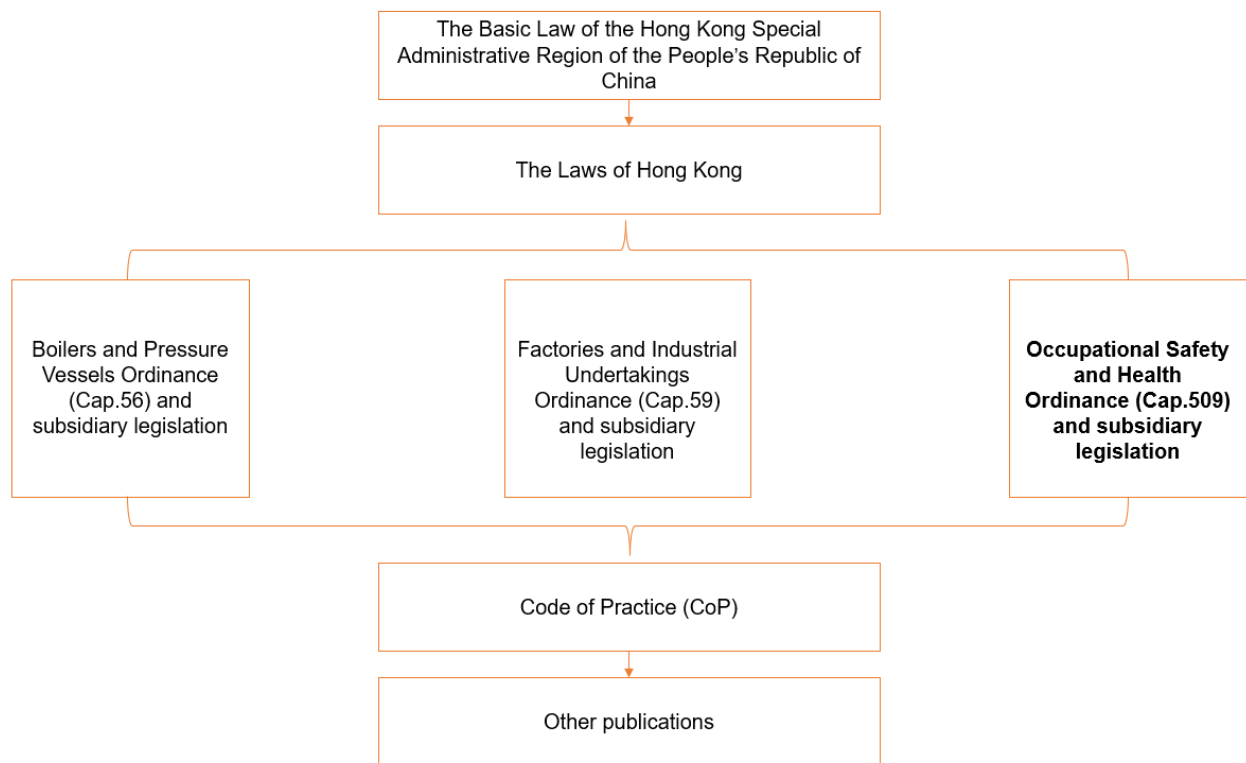 The Basic Law of the Hong Kong Special
Administrative Region of the People's Republic of
China
The Laws of Hong Kong
Boilers and Pressure
Vessels Ordinance
(Cap.56) and
subsidiary legislation
Factories and Industrial
Undertakings
Ordinance (Cap.59)
and subsidiary
legislation
Occupational Safety
and Health
Ordinance (Cap.509)
and subsidiary
legislation
Code of Practice (CoP)
Other publications